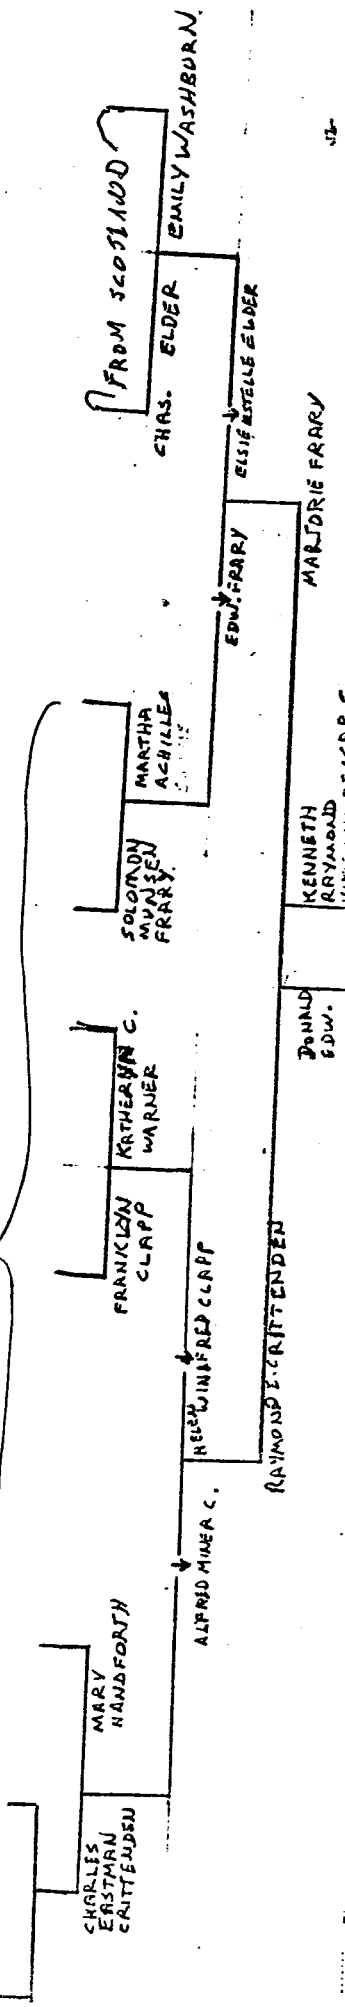 FROM SCOTLAND
CHARLES
EASTMAN
CRITTENDEN
MARY
HANDFORTH
FRANKLYN
CLAPP
KATHERYN C.
WARNER
SOLOMON
MUNSEN
FRARY
MARTHA
ACHILLES
CHAS. ELDER
EMILY WASHBURN
ALFRED MINER C.
HELEN
WINIFRED CLAPP
EDW. FRARY
ELSIE ESTELLE ELDER
RAYMOND E. CRITTENDEN
MARJORIE FRARY
DONALD
EDW.
KENNETH
RAYMOND